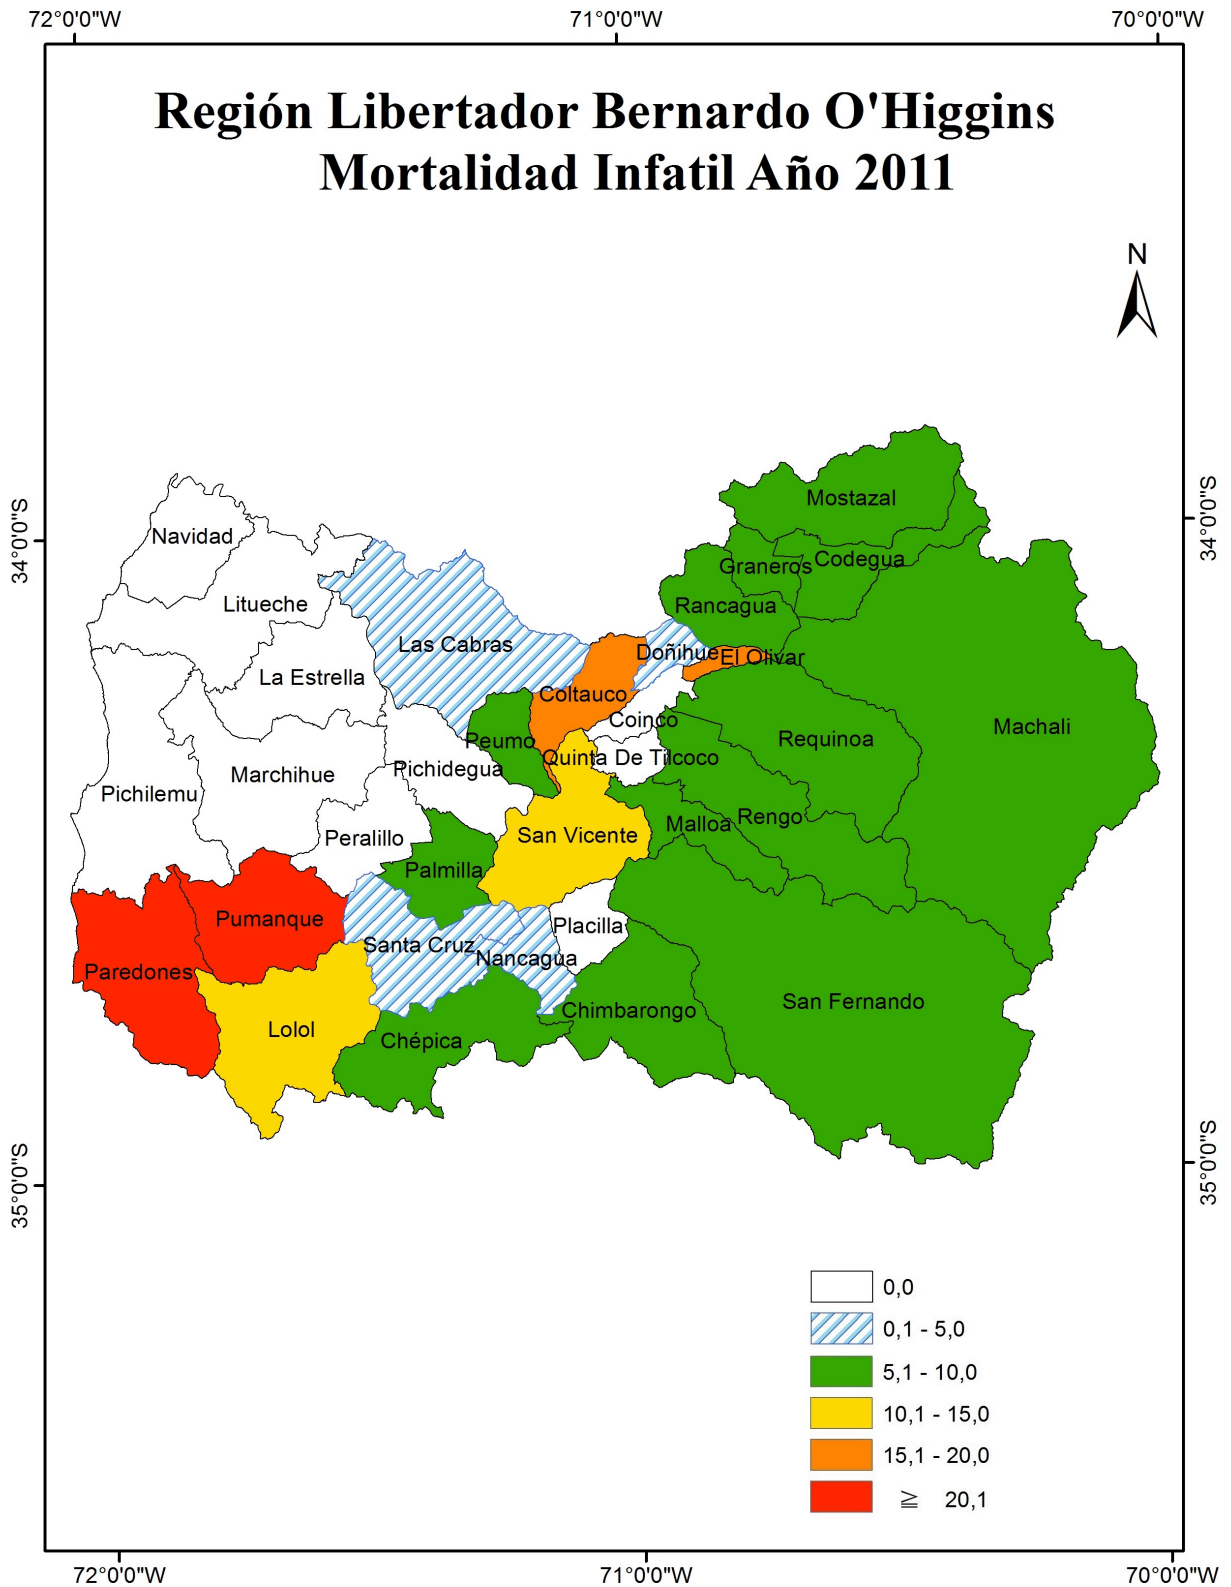 72°0'0"W 71°0'0"W 70°0'0"W
Región Libertador Bernardo O'Higgins
Mortalidad Infatil Año 2011
N
34°0'0"S
34°0'0"S
Mostazal
Navidad
Codegua
Graneros
Litueche
Rancagua
Las Cabras
Doñihue
El Olivar
La Estrella
Coltauco
Coinco
Machali
Requinoa
Peumo
Quinta De Tilcoco
Pichidegua
Marchihue
Pichilemu
Rengo
Malloa
San Vicente
Peralillo
Palmilla
Pumanque
Placilla
Santa Cruz
Nancagua
Paredones
San Fernando
Chimbarongo
Lolol
Chépica
35°0'0"S
35°0'0"S
0,0
0,1 - 5,0
5,1 - 10,0
10,1 - 15,0
15,1 - 20,0
≧ 20,1
72°0'0"W 71°0'0"W 70°0'0"W